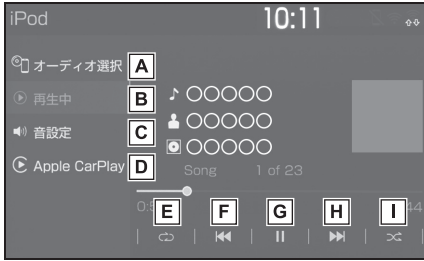 iPod
10:11
オーディオ選択 A
再生中 B
音設定 C
Apple CarPlay D
♪ ○○○○○
○○○○○
○○○○○
Song 1 of 23
E F G H I